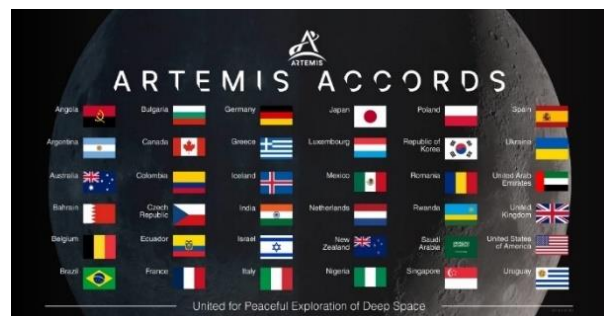 ARTEMIS
ARTEMIS ACCORDS
Angola
Bulgaria
Germany
Japan
Poland
Spain
Argentina
Canada
Greece
Luxembourg
Republic of
Korea
Ukraine
Australia
Colombia
Iceland
Mexico
Romania
United Arab
Emirates
Bahrain
Czech
Republic
India
Netherlands
Rwanda
United
Kingdom
Belgium
Ecuador
Israel
New
Zealand
Saudi
Arabia
United States
of America
Brazil
France
Italy
Nigeria
Singapore
Uruguay
United for Peaceful Exploration of Deep Space